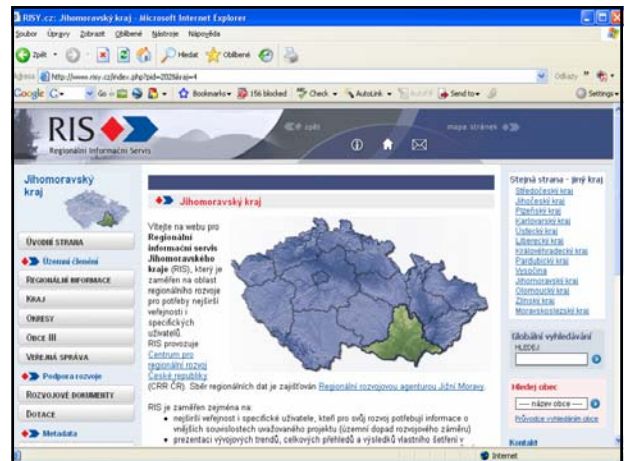 RISY.cz: Jihomoravský kraj - Microsoft Internet Explorer
Soubor Úpravy Zobrazit Oblíbené Nástroje Nápověda
Zpět Hledat Oblíbené
Adresa http://www.risy.cz/index.php?pid=202&kraj=4 Odkazy
Google G Go Bookmarks 156 blocked Check AutoLink AutoFill Send to Settings
RIS
Regionální Informační Servis
zpět
mapa stránek
Jihomoravský
kraj
ÚVODNÍ STRANA
Územní členění
REGIONÁLNÍ INFORMACE
KRAJ
OKRESY
OBCE III
VEŘEJNÁ SPRÁVA
Podpora rozvoje
ROZVOJOVÉ DOKUMENTY
DOTACE
Metadata
Jihomoravský kraj
Vítejte na webu pro
Regionální
informační servis
Jihomoravského
kraje (RIS), který je
zaměřen na oblast
regionálního rozvoje
pro potřeby nejširší
veřejnosti i
specifických
uživatelů.
RIS provozuje
Centrum pro
regionální rozvoj
České republiky
(CRR ČR). Sběr regionálních dat je zajišťován Regionální rozvojovou agenturou Jižní Moravy.
RIS je zaměřen zejména na:
nejširší veřejnost i specifické uživatele, kteří pro svůj rozvoj potřebují informace o
vnějších souvislostech uvažovaného projektu (územní dopad rozvojového záměru)
prezentaci vývojových trendů, celkových přehledů a výsledků vlastního šetření v
Stejná strana - jiný kraj
Středočeský kraj
Jihočeský kraj
Plzeňský kraj
Karlovarský kraj
Ústecký kraj
Liberecký kraj
Královéhradecký kraj
Pardubický kraj
Vysočina
Jihomoravský kraj
Olomoucký kraj
Zlínský kraj
Moravskoslezský kraj
Globální vyhledávání
HLEDEJ
Hledej obec
---- název obce ----
Průvodce vyhledáním obce
Kontakt
Internet